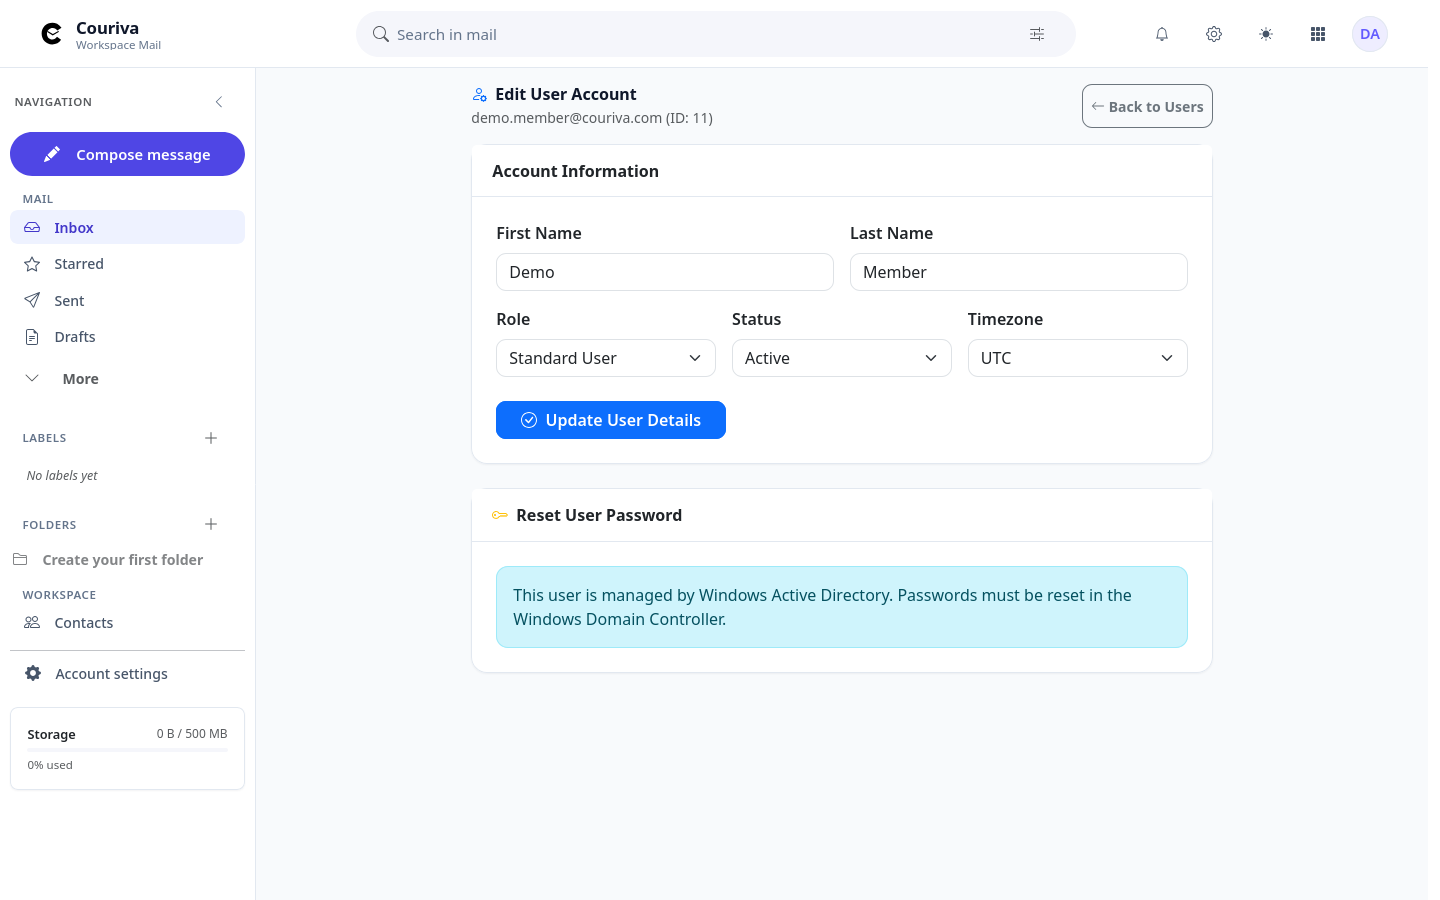 Couriva
Workspace Mail
Search in mail
DA
NAVIGATION
Compose message
MAIL
Inbox
Starred
Sent
Drafts
More
LABELS
No labels yet
FOLDERS
Create your first folder
WORKSPACE
Contacts
Account settings
Storage 0 B / 500 MB
0% used
Edit User Account
demo.member@couriva.com (ID: 11)
Back to Users
Account Information
First Name Last Name
Demo Member
Role Status Timezone
Standard User Active UTC
Update User Details
Reset User Password
This user is managed by Windows Active Directory. Passwords must be reset in the
Windows Domain Controller.